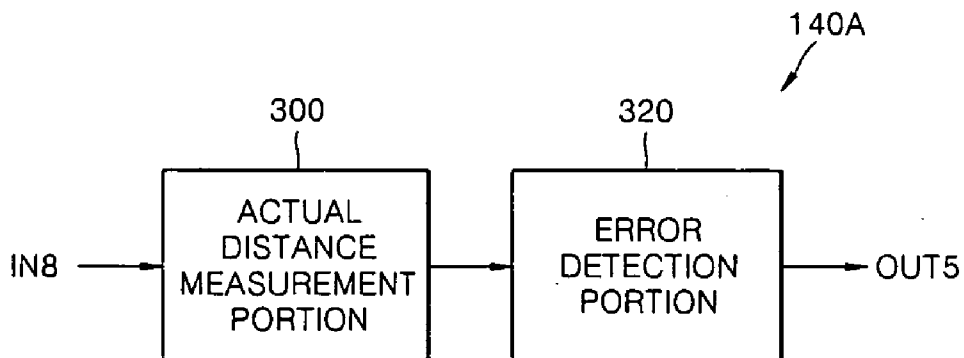 140A
300
320
IN8
ACTUAL
DISTANCE
MEASUREMENT
PORTION
ERROR
DETECTION
PORTION
OUT5